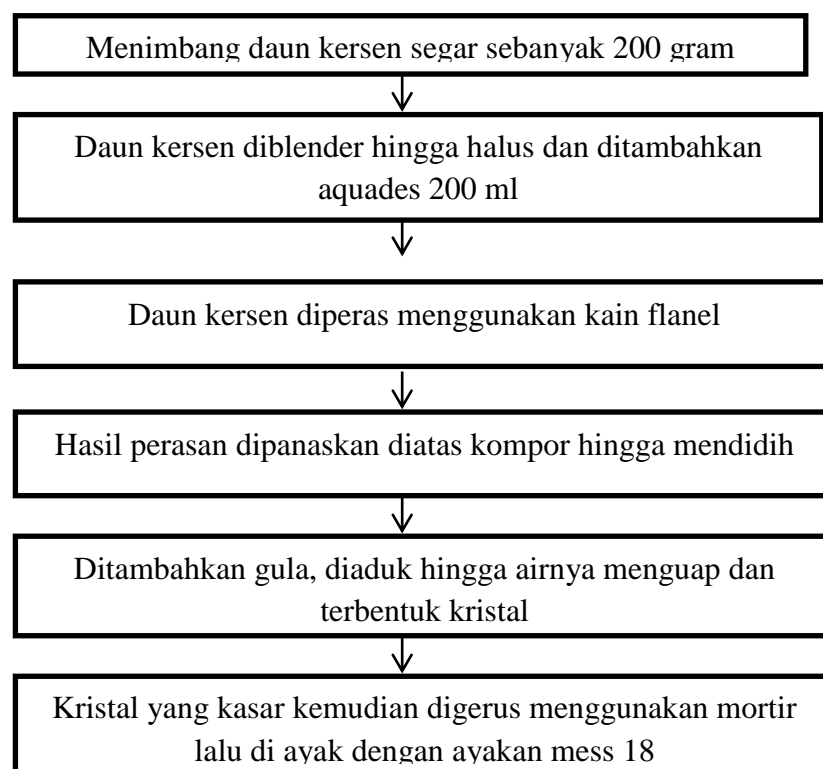 Menimbang daun kersen segar sebanyak 200 gram
Daun kersen diblender hingga halus dan ditambahkan
aquades 200 ml
Daun kersen diperas menggunakan kain flanel
Hasil perasan dipanaskan diatas kompor hingga mendidih
Ditambahkan gula, diaduk hingga airnya menguap dan
terbentuk kristal
Kristal yang kasar kemudian digerus menggunakan mortir
lalu di ayak dengan ayakan mess 18